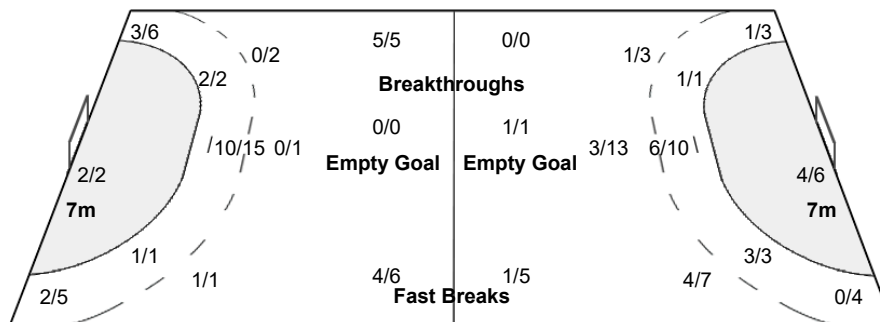 3/6 5/5 0/0 1/3
0/2 1/3
2/2 Breakthroughs 1/1
0/0 1/1
10/15 0/1 3/13 6/10
Empty Goal Empty Goal
2/2 4/6
7m 7m
1/1 3/3
1/1 4/6 1/5 4/7
2/5 Fast Breaks 0/4